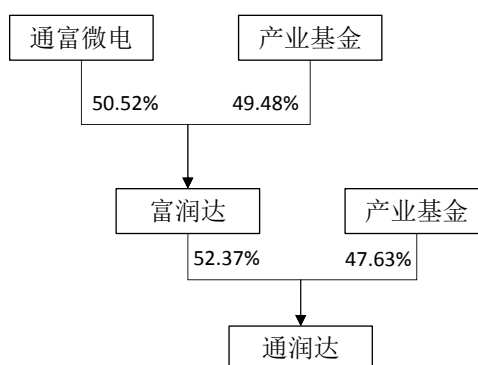 通富微电
产业基金
50.52%
49.48%
富润达
产业基金
52.37%
47.63%
通润达